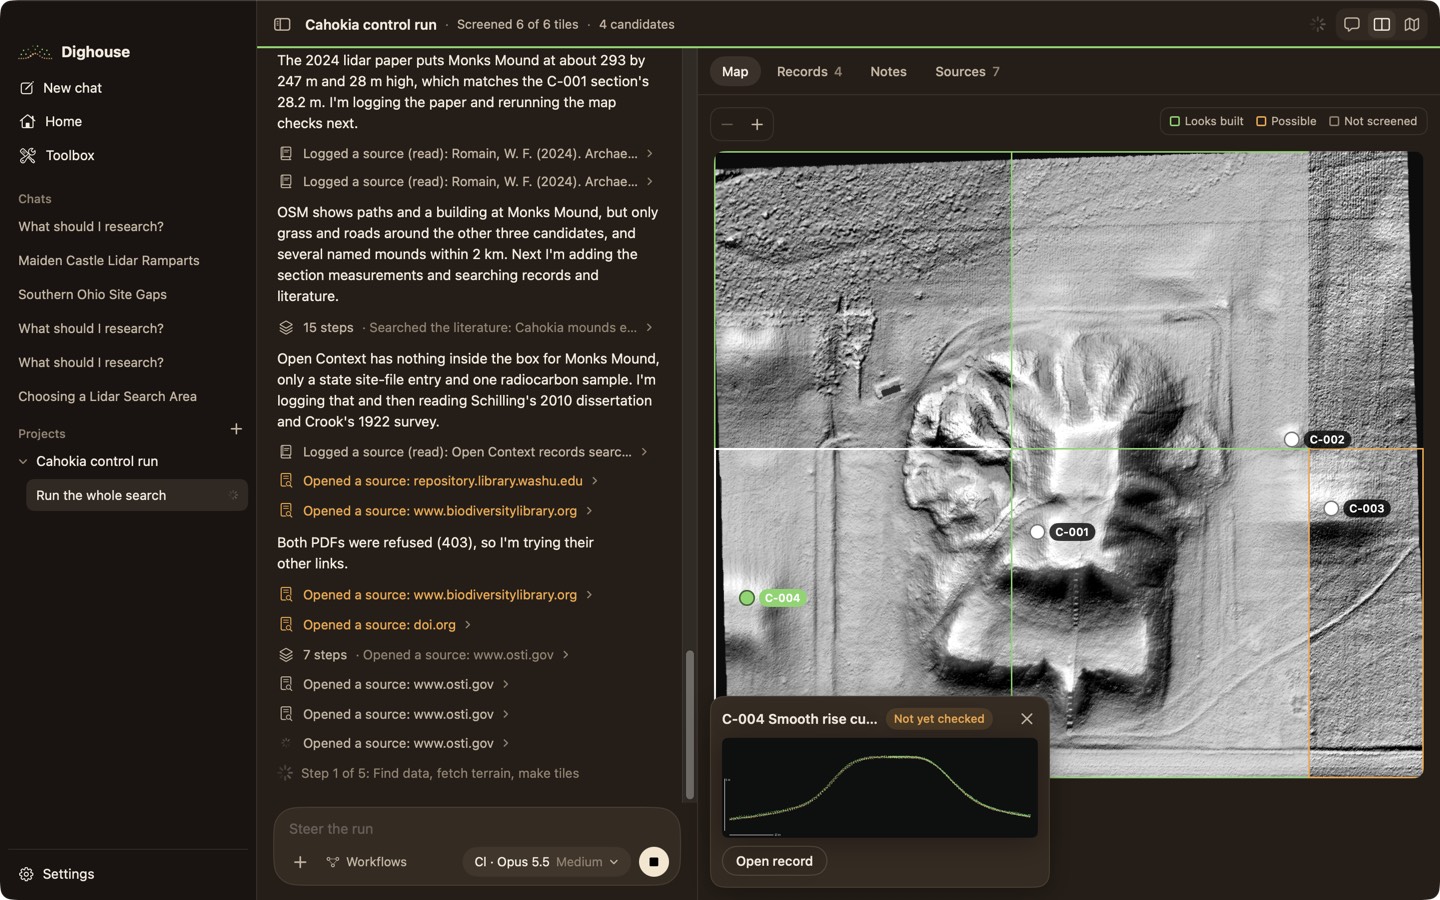 Dighouse
New chat
Home
Toolbox
Chats
What should I research?
Maiden Castle Lidar Ramparts
Southern Ohio Site Gaps
What should I research?
What should I research?
Choosing a Lidar Search Area
Projects
Cahokia control run
Run the whole search
Settings
Cahokia control run · Screened 6 of 6 tiles · 4 candidates
The 2024 lidar paper puts Monks Mound at about 293 by
247 m and 28 m high, which matches the C-001 section's
28.2 m. I'm logging the paper and rerunning the map
checks next.
Logged a source (read): Romain, W. F. (2024). Archae...
Logged a source (read): Romain, W. F. (2024). Archae...
OSM shows paths and a building at Monks Mound, but only
grass and roads around the other three candidates, and
several named mounds within 2 km. Next I'm adding the
section measurements and searching records and
literature.
15 steps · Searched the literature: Cahokia mounds e...
Open Context has nothing inside the box for Monks Mound,
only a state site-file entry and one radiocarbon sample. I'm
logging that and then reading Schilling's 2010 dissertation
and Crook's 1922 survey.
Logged a source (read): Open Context records searc...
Opened a source: repository.library.washu.edu
Opened a source: www.biodiversitylibrary.org
Both PDFs were refused (403), so I'm trying their
other links.
Opened a source: www.biodiversitylibrary.org
Opened a source: doi.org
7 steps · Opened a source: www.osti.gov
Opened a source: www.osti.gov
Opened a source: www.osti.gov
Opened a source: www.osti.gov
Step 1 of 5: Find data, fetch terrain, make tiles
Steer the run
Workflows
Cl · Opus 5.5 Medium
Map
Records 4
Notes
Sources 7
Looks built
Possible
Not screened
C-002
C-003
C-001
C-004
C-004 Smooth rise cu...
Not yet checked
Open record